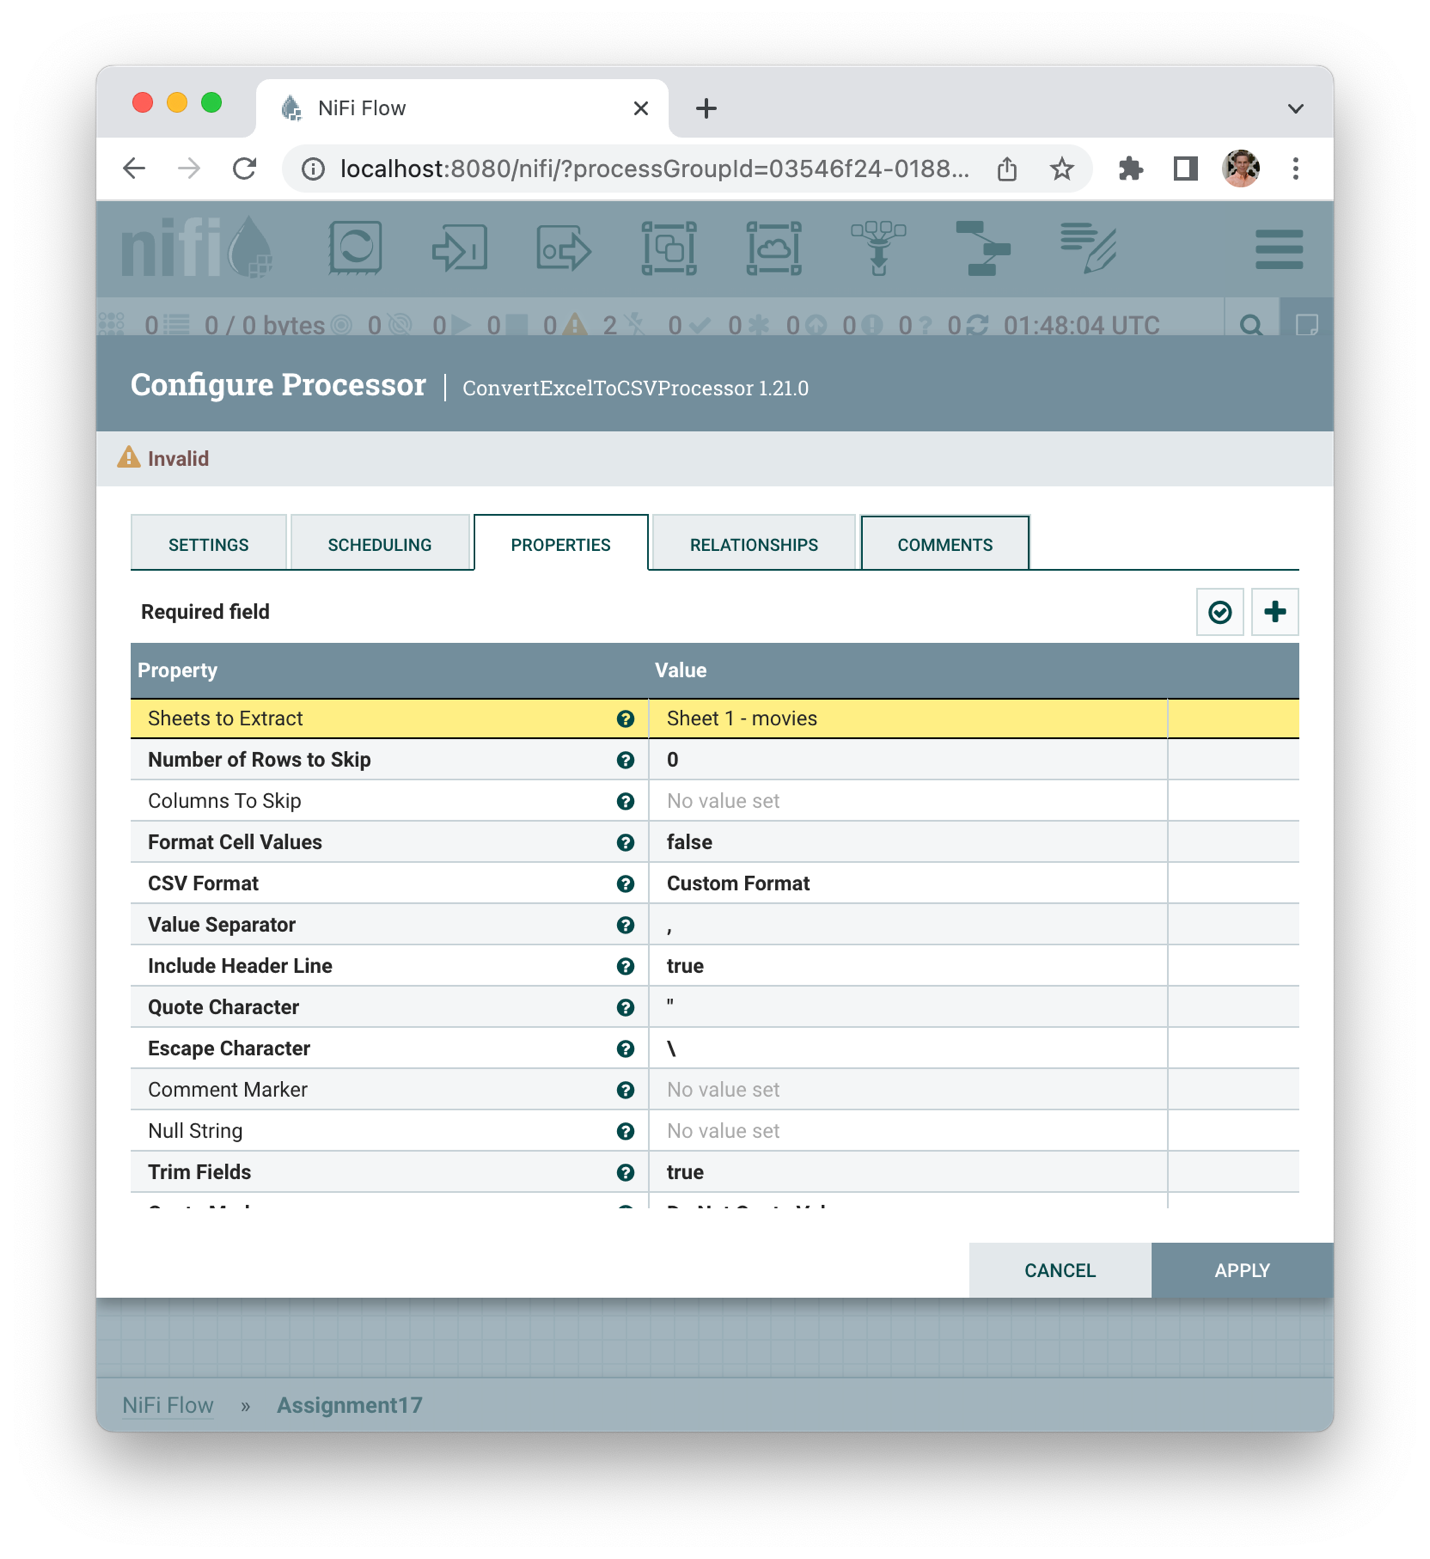 NiFi Flow
localhost:8080/nifi/?processGroupId=03546f24-0188...
nifi
0 0 / 0 bytes 0 0 0 0 2 0 0 0 0 0 0 01:48:04 UTC
Configure Processor | ConvertExcelToCSVProcessor 1.21.0
Invalid
SETTINGS SCHEDULING PROPERTIES RELATIONSHIPS COMMENTS
Required field
Property Value
Sheets to Extract Sheet 1 - movies
Number of Rows to Skip 0
Columns To Skip No value set
Format Cell Values false
CSV Format Custom Format
Value Separator ,
Include Header Line true
Quote Character "
Escape Character \
Comment Marker No value set
Null String No value set
Trim Fields true
CANCEL APPLY
NiFi Flow » Assignment17